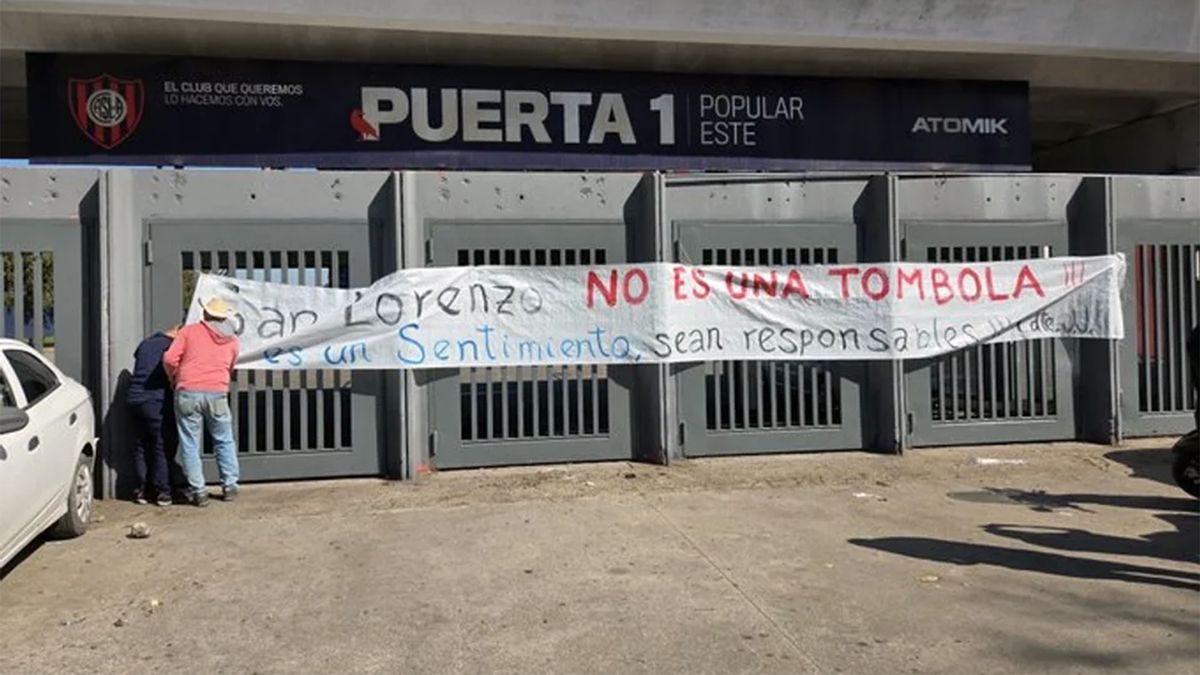 CASLA
EL CLUB QUE QUEREMOS
LO HACEMOS CON VOS.
PUERTA 1
POPULAR
ESTE
ATOMIK
San Lorenzo NO ES UNA TOMBOLA !!!
es un Sentimiento, sean responsables !!!